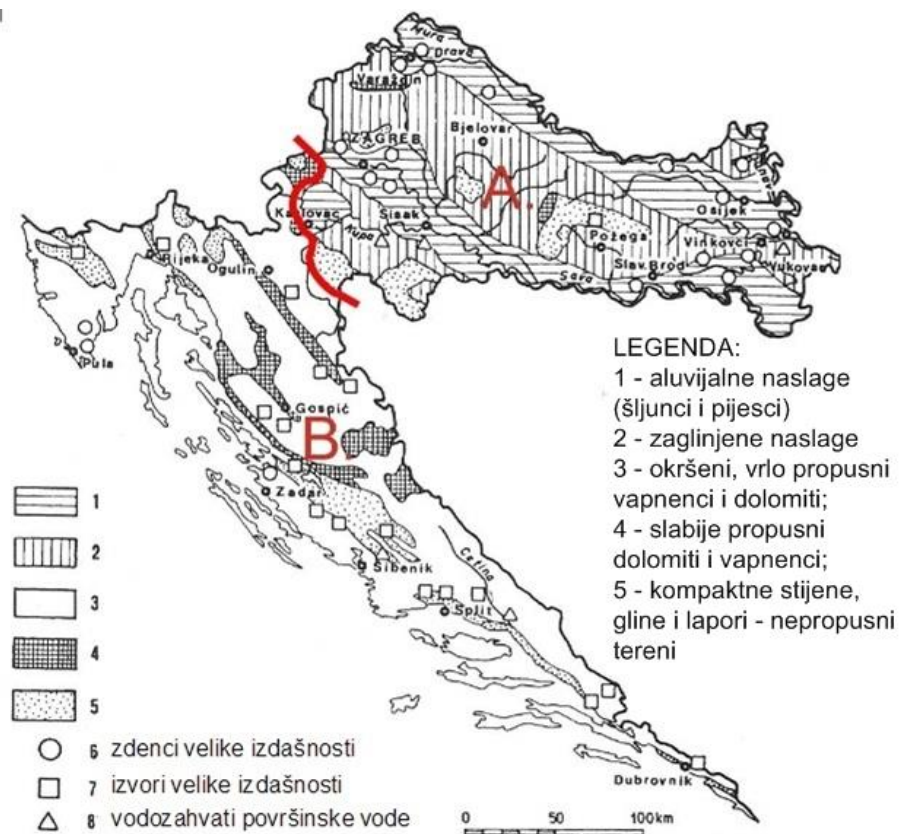 Mura
Drava
Varaždin
Bjelovar
ZAGREB
A.
Karlovac
Sisak
Kupa
Osijek
Požega
Vinkovci
Slav. Brod
Vukovar
Sava
Rijeka
Ogulin
Pula
Gospić
B.
Zadar
Cetina
Šibenik
Split
Dubrovnik
LEGENDA:
1 - aluvijalne naslage
(šljunci i pijesci)
2 - zaglinjene naslage
3 - okršeni, vrlo propusni
vapnenci i dolomiti;
4 - slabije propusni
dolomiti i vapnenci;
5 - kompaktne stijene,
gline i lapori - nepropusni
tereni
1
2
3
4
5
6 zdenci velike izdašnosti
7 izvori velike izdašnosti
8 vodozahvati površinske vode
0 50 100 km